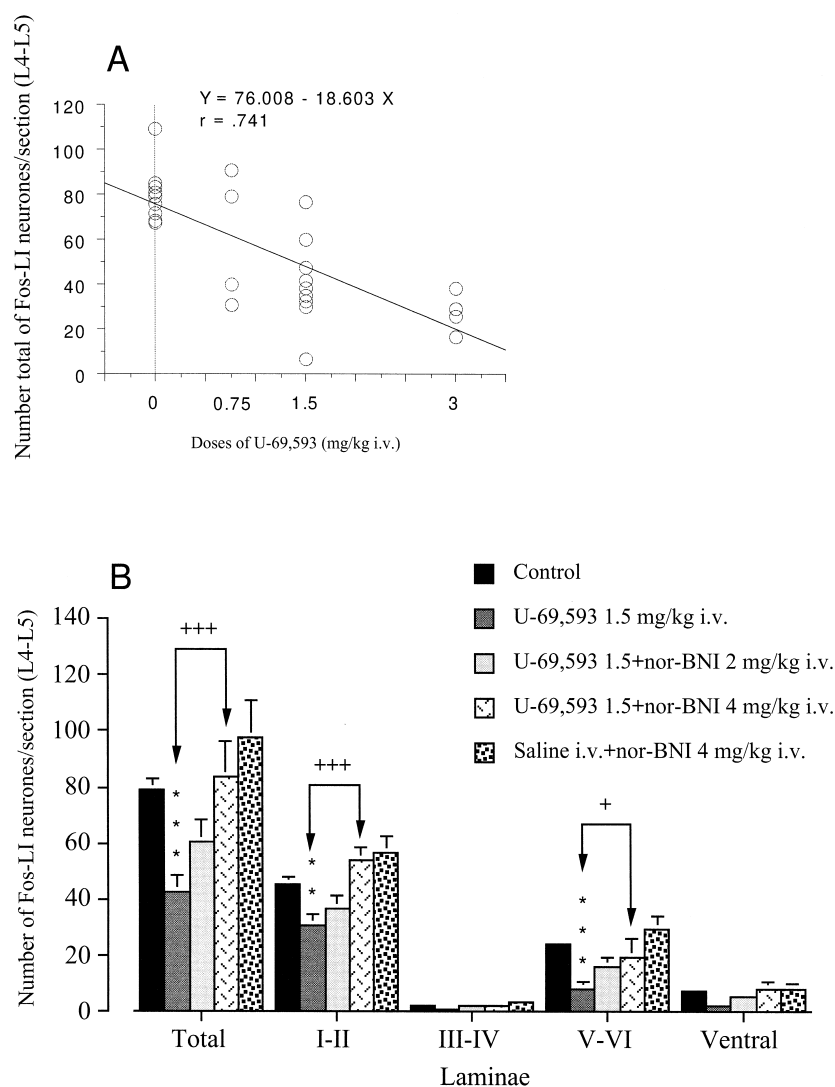 A
Number total of Fos-LI neurones/section (L4-L5)
Y = 76.008 - 18.603 X
r = .741
120
100
80
60
40
20
0
0 0.75 1.5 3
Doses of U-69,593 (mg/kg i.v.)
B
Control
U-69,593 1.5 mg/kg i.v.
U-69,593 1.5+nor-BNI 2 mg/kg i.v.
U-69,593 1.5+nor-BNI 4 mg/kg i.v.
Saline i.v.+nor-BNI 4 mg/kg i.v.
Number of Fos-LI neurones/section (L4-L5)
140
120
100
80
60
40
20
0
+++
* * *
+++
* *
+
* * *
Total I-II III-IV V-VI Ventral
Laminae